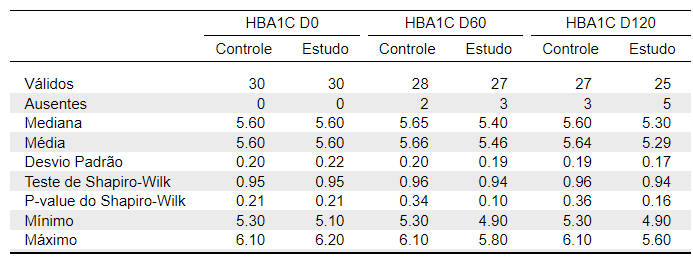 HBA1C D0 HBA1C D60 HBA1C D120
Controle Estudo Controle Estudo Controle Estudo
Válidos 30 30 28 27 27 25
Ausentes 0 0 2 3 3 5
Mediana 5.60 5.60 5.65 5.40 5.60 5.30
Média 5.60 5.60 5.66 5.46 5.64 5.29
Desvio Padrão 0.20 0.22 0.20 0.19 0.19 0.17
Teste de Shapiro-Wilk 0.95 0.95 0.96 0.94 0.96 0.94
P-value do Shapiro-Wilk 0.21 0.21 0.34 0.10 0.36 0.16
Mínimo 5.30 5.10 5.30 4.90 5.30 4.90
Máximo 6.10 6.20 6.10 5.80 6.10 5.60